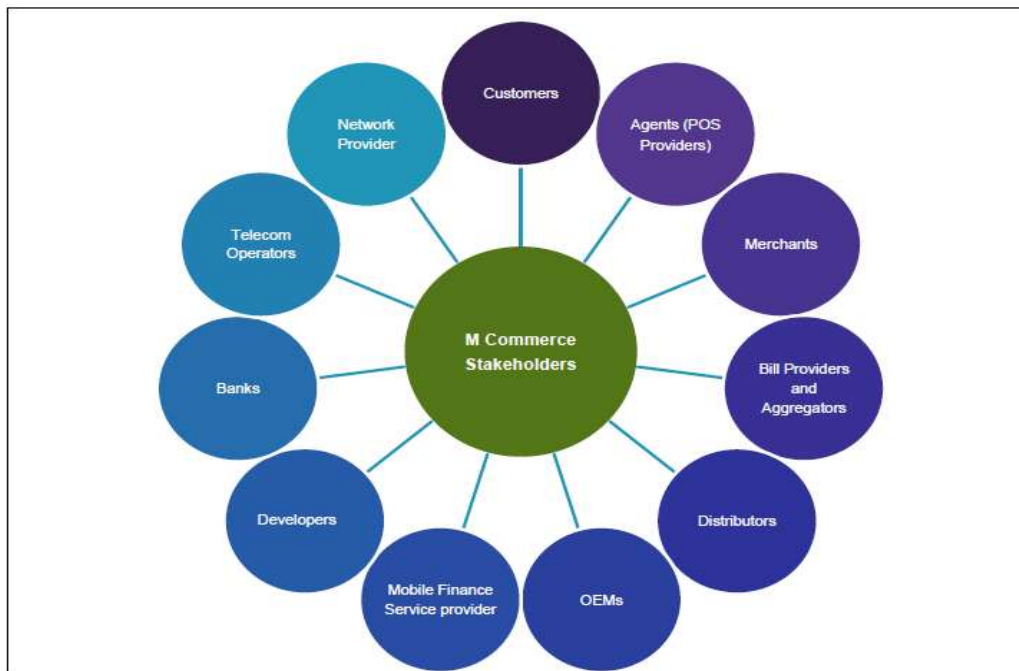 Customers
Agents (POS
Providers)
Merchants
Bill Providers
and
Aggregators
Distributors
OEMs
Mobile Finance
Service provider
Developers
Banks
Telecom
Operators
Network
Provider
M Commerce
Stakeholders